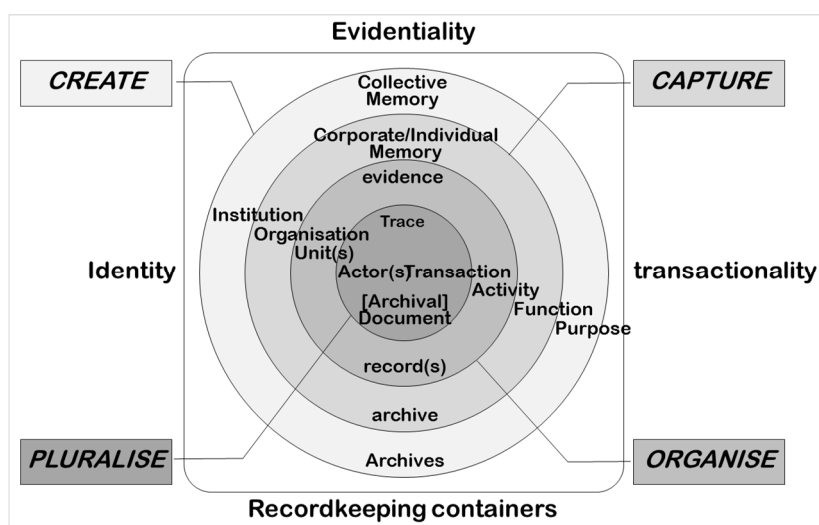 Evidentiality
CREATE
CAPTURE
Collective
Memory
Corporate/Individual
Memory
evidence
Trace
Institution
Organisation
Unit(s)
Actor(s)
Transaction
Activity
Function
Purpose
Identity
transactionality
[Archival]
Document
record(s)
archive
Archives
PLURALISE
ORGANISE
Recordkeeping containers